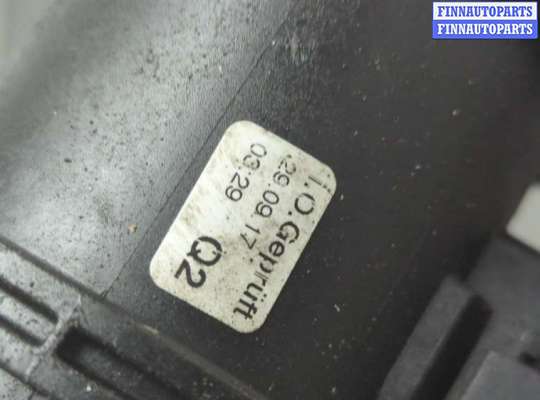 FINNAUTOPARTS
FINNAUTOPARTS
I.O.Geprüft
29.09.17
03:29
Q2